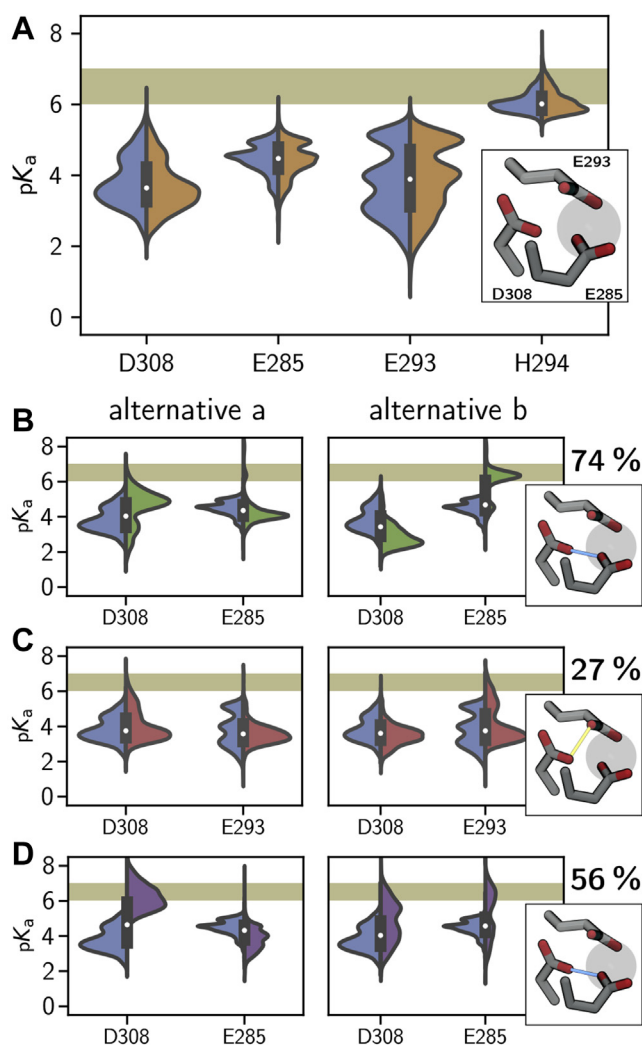 A
pKa
8
6
4
2
0
D308 E285 E293 H294
E293
D308 E285
alternative a alternative b
B
pKa
8
6
4
2
0
D308 E285 D308 E285
74 %
C
pKa
8
6
4
2
0
D308 E293 D308 E293
27 %
D
pKa
8
6
4
2
0
D308 E285 D308 E285
56 %